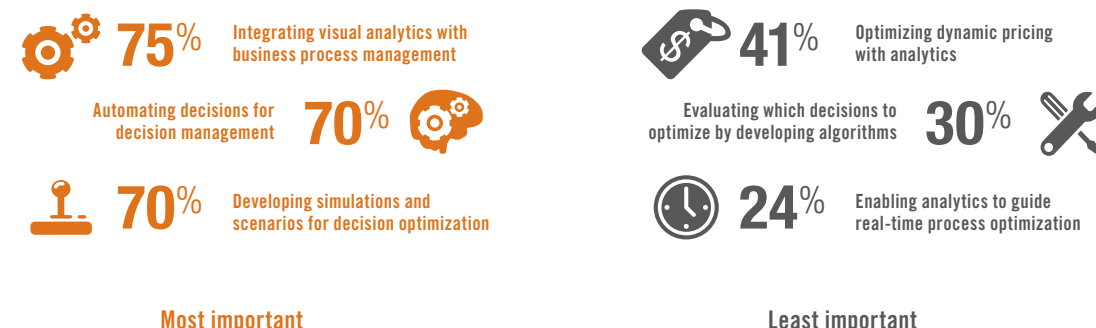 75%
Integrating visual analytics with
business process management
Automating decisions for
decision management
70%
70%
Developing simulations and
scenarios for decision optimization
Most important
$
41%
Optimizing dynamic pricing
with analytics
Evaluating which decisions to
optimize by developing algorithms
30%
24%
Enabling analytics to guide
real-time process optimization
Least important